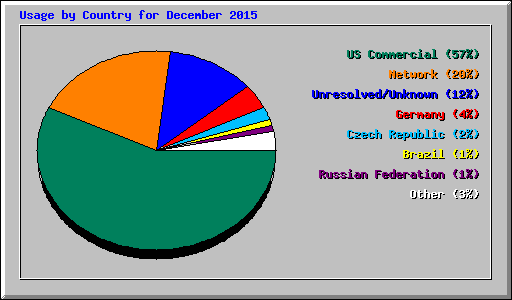 Usage by Country for December 2015
US Commercial (57%)
Network (20%)
Unresolved/Unknown (12%)
Germany (4%)
Czech Republic (2%)
Brazil (1%)
Russian Federation (1%)
Other (3%)